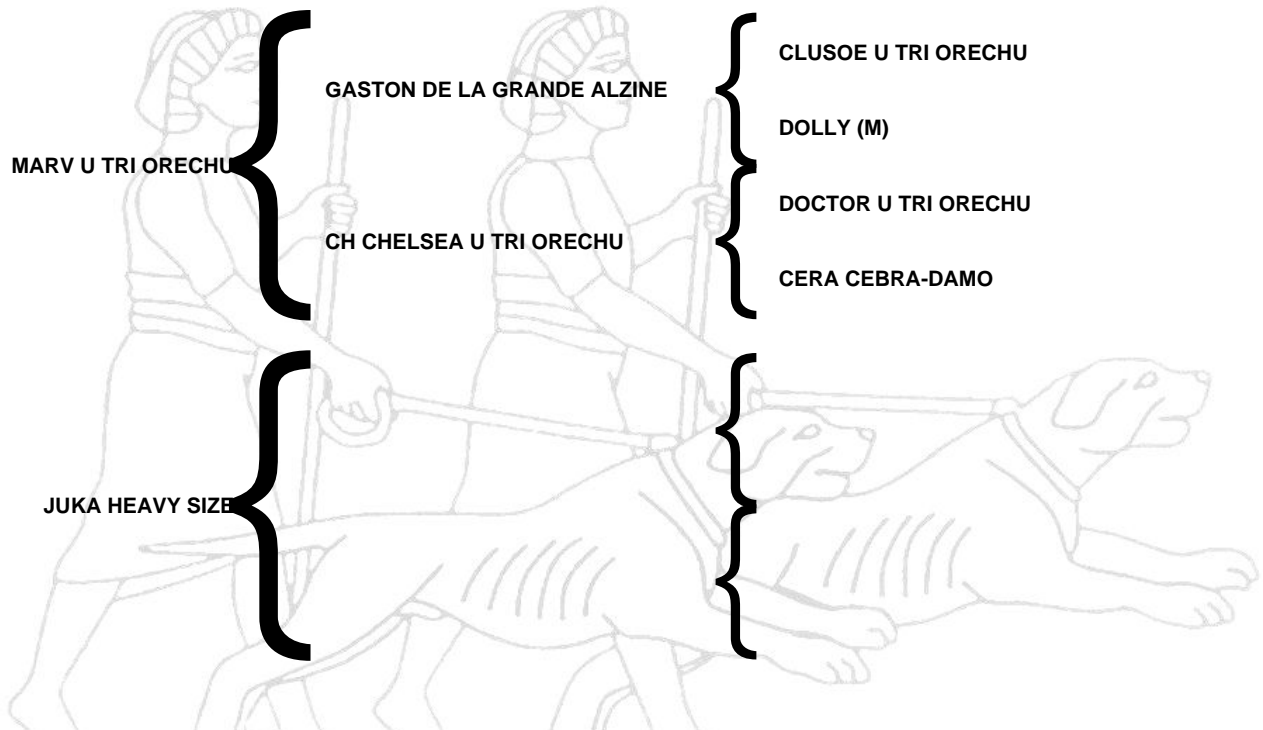 MARV U TRI ORECHU
GASTON DE LA GRANDE ALZINE
CLUSOE U TRI ORECHU
DOLLY (M)
CH CHELSEA U TRI ORECHU
DOCTOR U TRI ORECHU
CERA CEBRA-DAMO
JUKA HEAVY SIZE